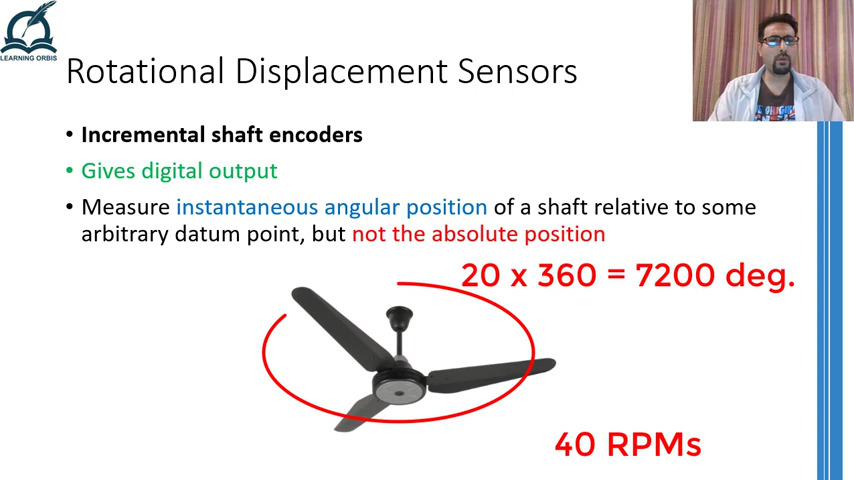 LEARNING ORBIS
Rotational Displacement Sensors
• Incremental shaft encoders
• Gives digital output
• Measure instantaneous angular position of a shaft relative to some
arbitrary datum point, but not the absolute position
20 x 360 = 7200 deg.
40 RPMs